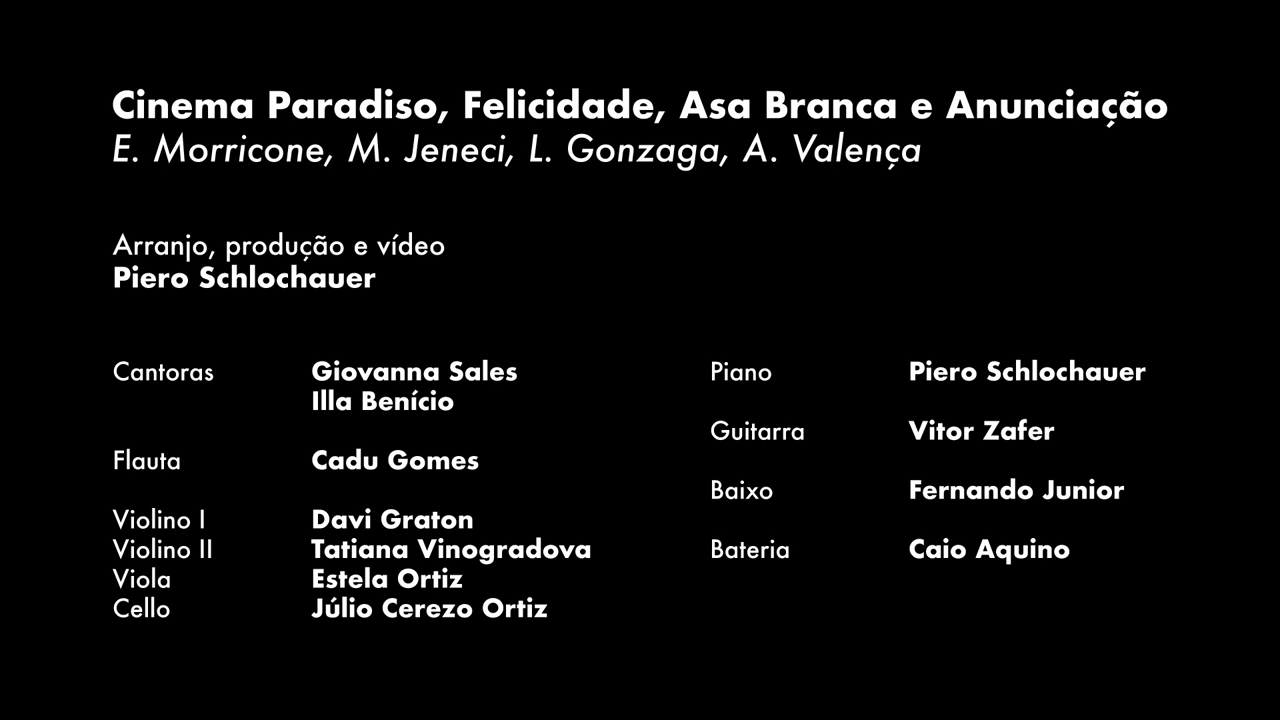 Cinema Paradiso, Felicidade, Asa Branca e Anunciação
E. Morricone, M. Jeneci, L. Gonzaga, A. Valença
Arranjo, produção e vídeo
Piero Schlochauer
Cantoras Giovanna Sales
Illa Benício
Flauta Cadu Gomes
Violino I Davi Graton
Violino II Tatiana Vinogradova
Viola Estela Ortiz
Cello Júlio Cerezo Ortiz
Piano Piero Schlochauer
Guitarra Vitor Zafer
Baixo Fernando Junior
Bateria Caio Aquino